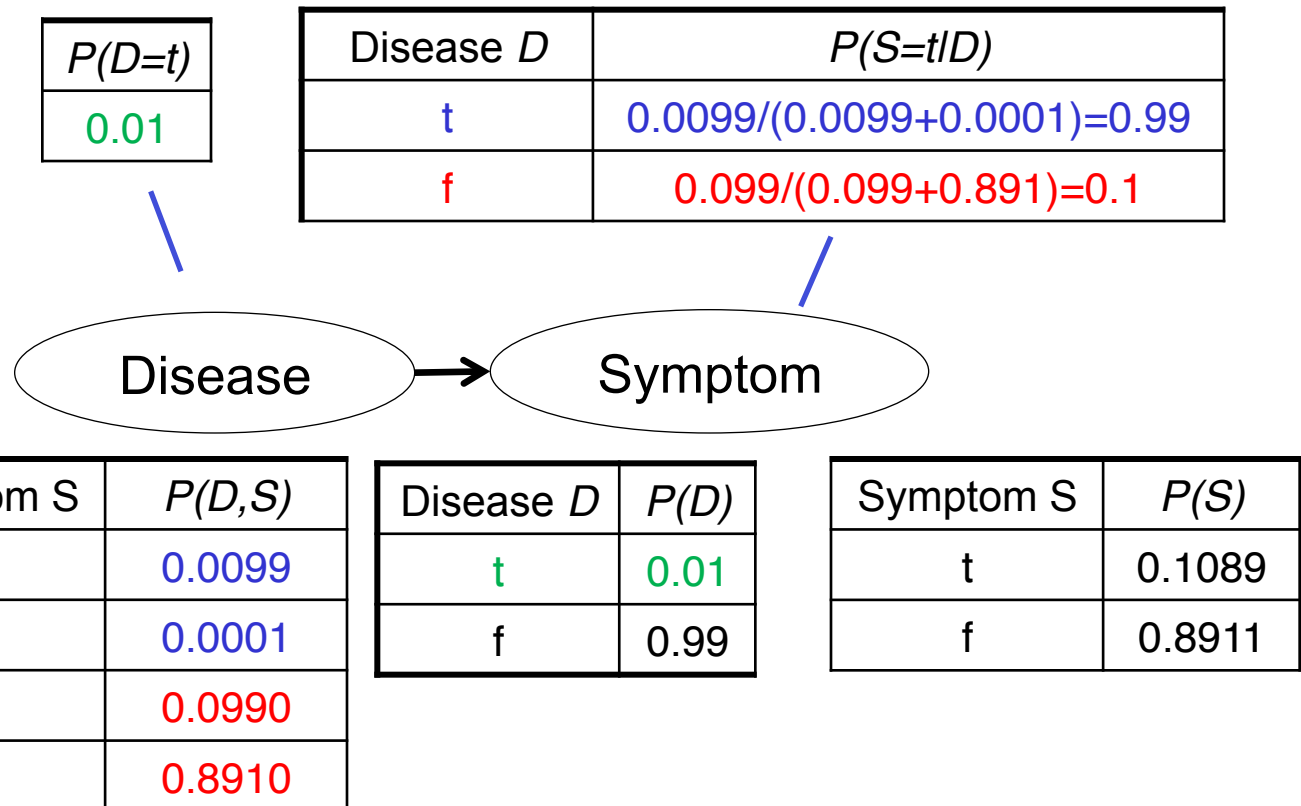 P(D=t)
0.01
Disease D P(S=t|D)
t 0.0099/(0.0099+0.0001)=0.99
f 0.099/(0.099+0.891)=0.1
Disease
Symptom
om S P(D,S)
0.0099
0.0001
0.0990
0.8910
Disease D P(D)
t 0.01
f 0.99
Symptom S P(S)
t 0.1089
f 0.8911